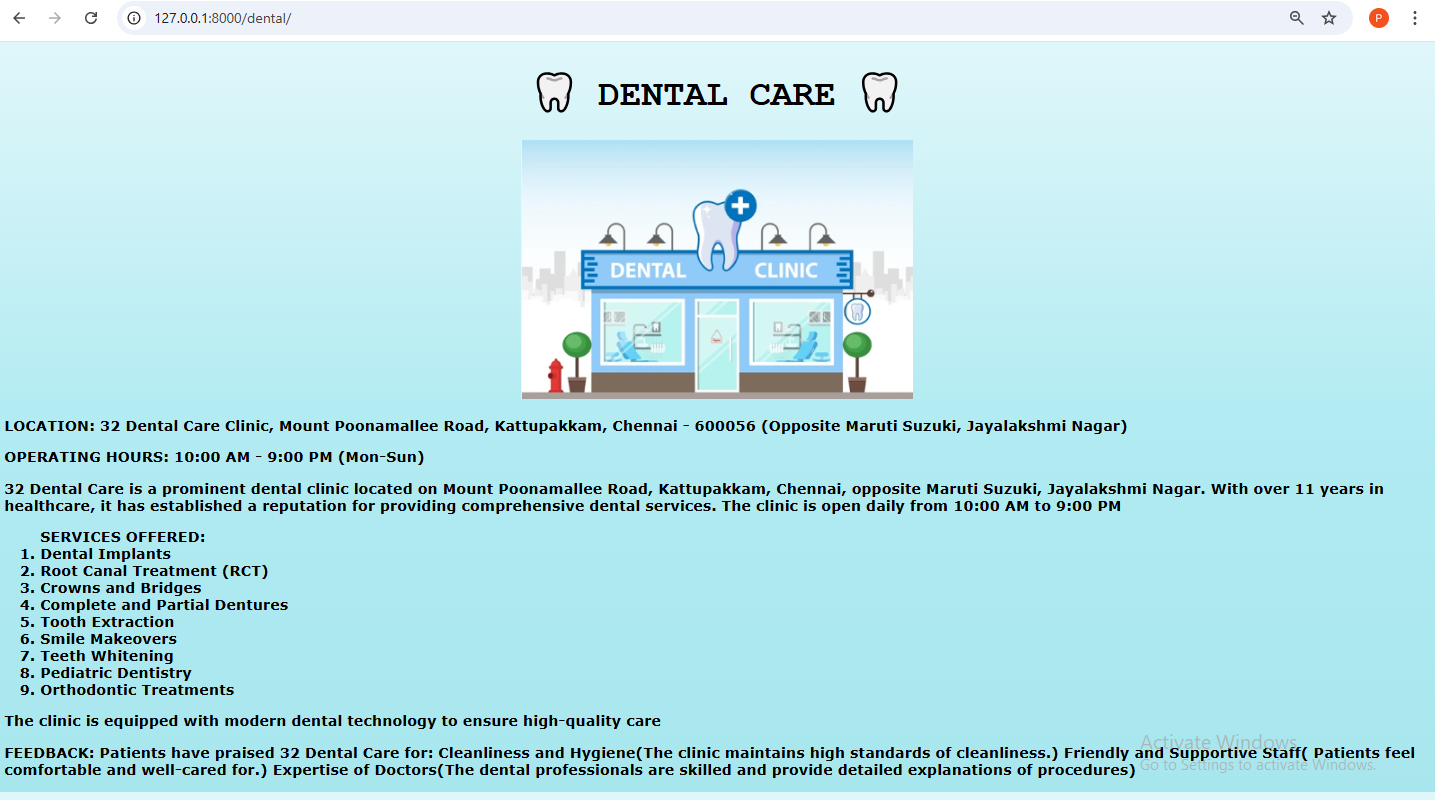 127.0.0.1:8000/dental/
P
DENTAL CARE
DENTAL CLINIC
LOCATION: 32 Dental Care Clinic, Mount Poonamallee Road, Kattupakkam, Chennai - 600056 (Opposite Maruti Suzuki, Jayalakshmi Nagar)
OPERATING HOURS: 10:00 AM - 9:00 PM (Mon-Sun)
32 Dental Care is a prominent dental clinic located on Mount Poonamallee Road, Kattupakkam, Chennai, opposite Maruti Suzuki, Jayalakshmi Nagar. With over 11 years in
healthcare, it has established a reputation for providing comprehensive dental services. The clinic is open daily from 10:00 AM to 9:00 PM
SERVICES OFFERED:
1. Dental Implants
2. Root Canal Treatment (RCT)
3. Crowns and Bridges
4. Complete and Partial Dentures
5. Tooth Extraction
6. Smile Makeovers
7. Teeth Whitening
8. Pediatric Dentistry
9. Orthodontic Treatments
The clinic is equipped with modern dental technology to ensure high-quality care
FEEDBACK: Patients have praised 32 Dental Care for: Cleanliness and Hygiene(The clinic maintains high standards of cleanliness.) Friendly and Supportive Staff( Patients feel
comfortable and well-cared for.) Expertise of Doctors(The dental professionals are skilled and provide detailed explanations of procedures)
Activate Windows
Go to Settings to activate Windows.